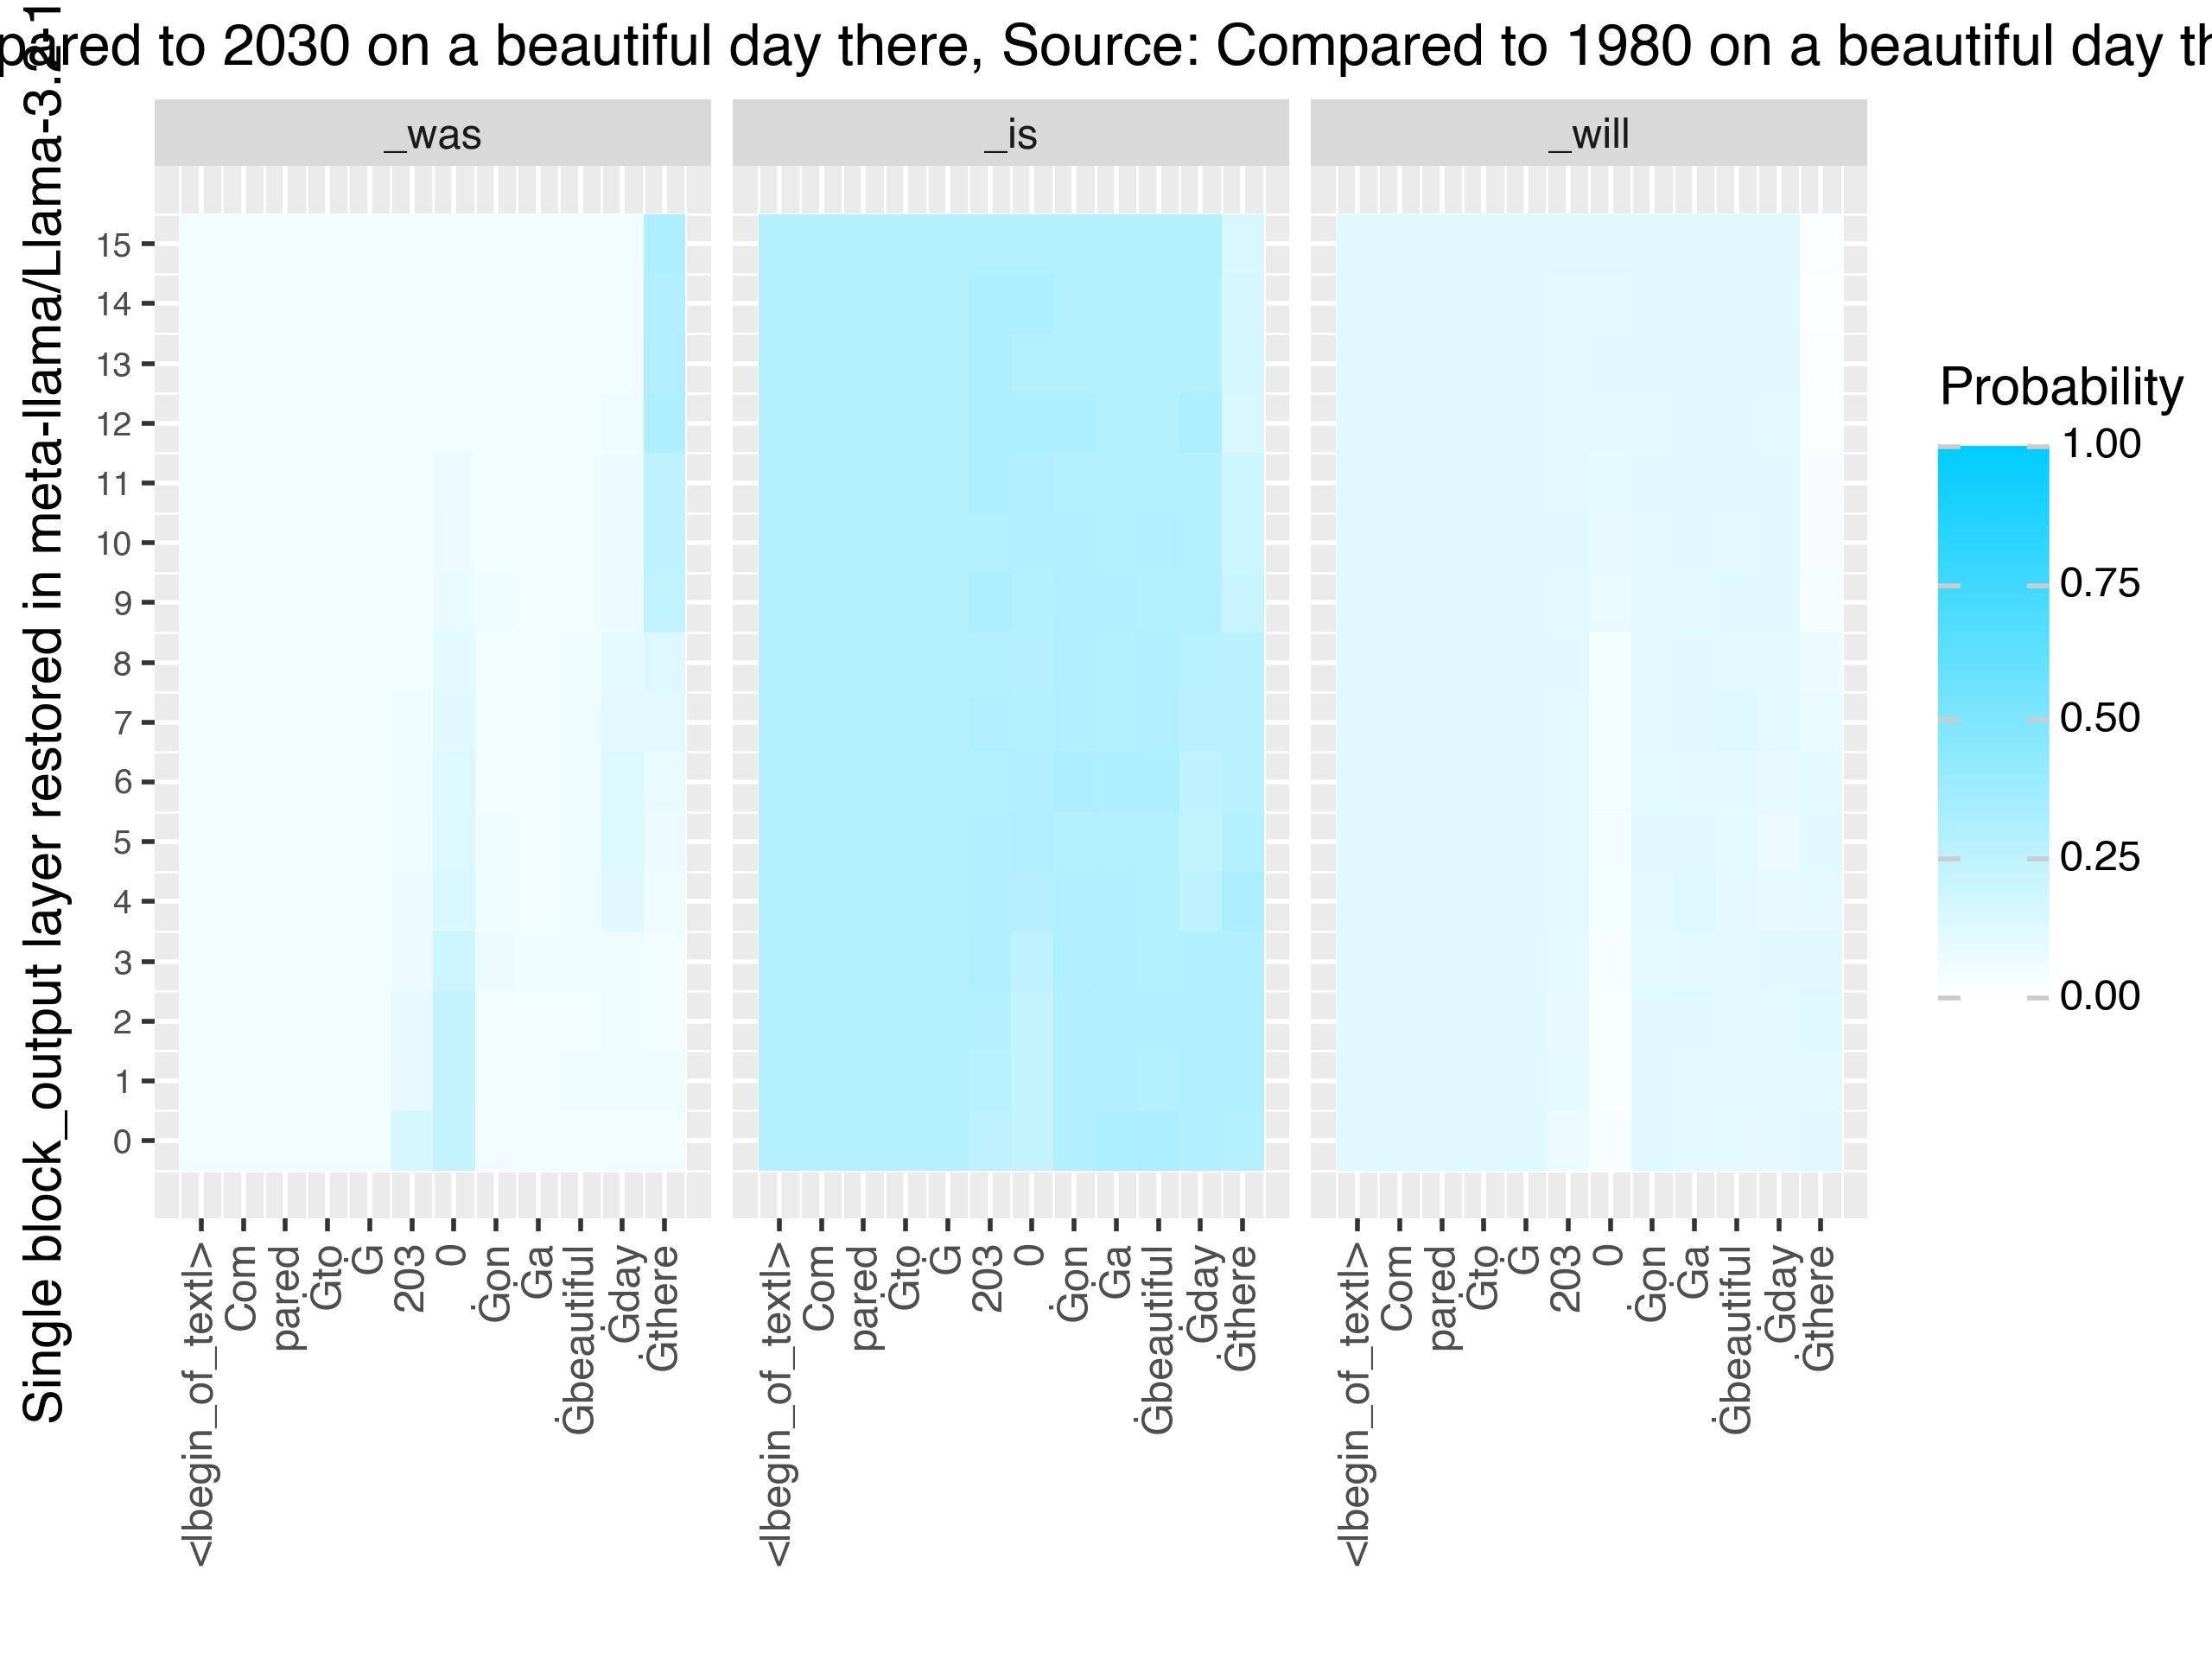 pared to 2030 on a beautiful day there, Source: Compared to 1980 on a beautiful day th
Single block_output layer restored in meta-llama/Llama-3.2-1
_was
_is
_will
15
14
13
12
11
10
9
8
7
6
5
4
3
2
1
0
<|begin_of_text|>
Com
pared
Ġto
Ġ
203
0
Ġon
Ġa
Ġbeautiful
Ġday
Ġthere
<|begin_of_text|>
Com
pared
Ġto
Ġ
203
0
Ġon
Ġa
Ġbeautiful
Ġday
Ġthere
<|begin_of_text|>
Com
pared
Ġto
Ġ
203
0
Ġon
Ġa
Ġbeautiful
Ġday
Ġthere
Probability
1.00
0.75
0.50
0.25
0.00